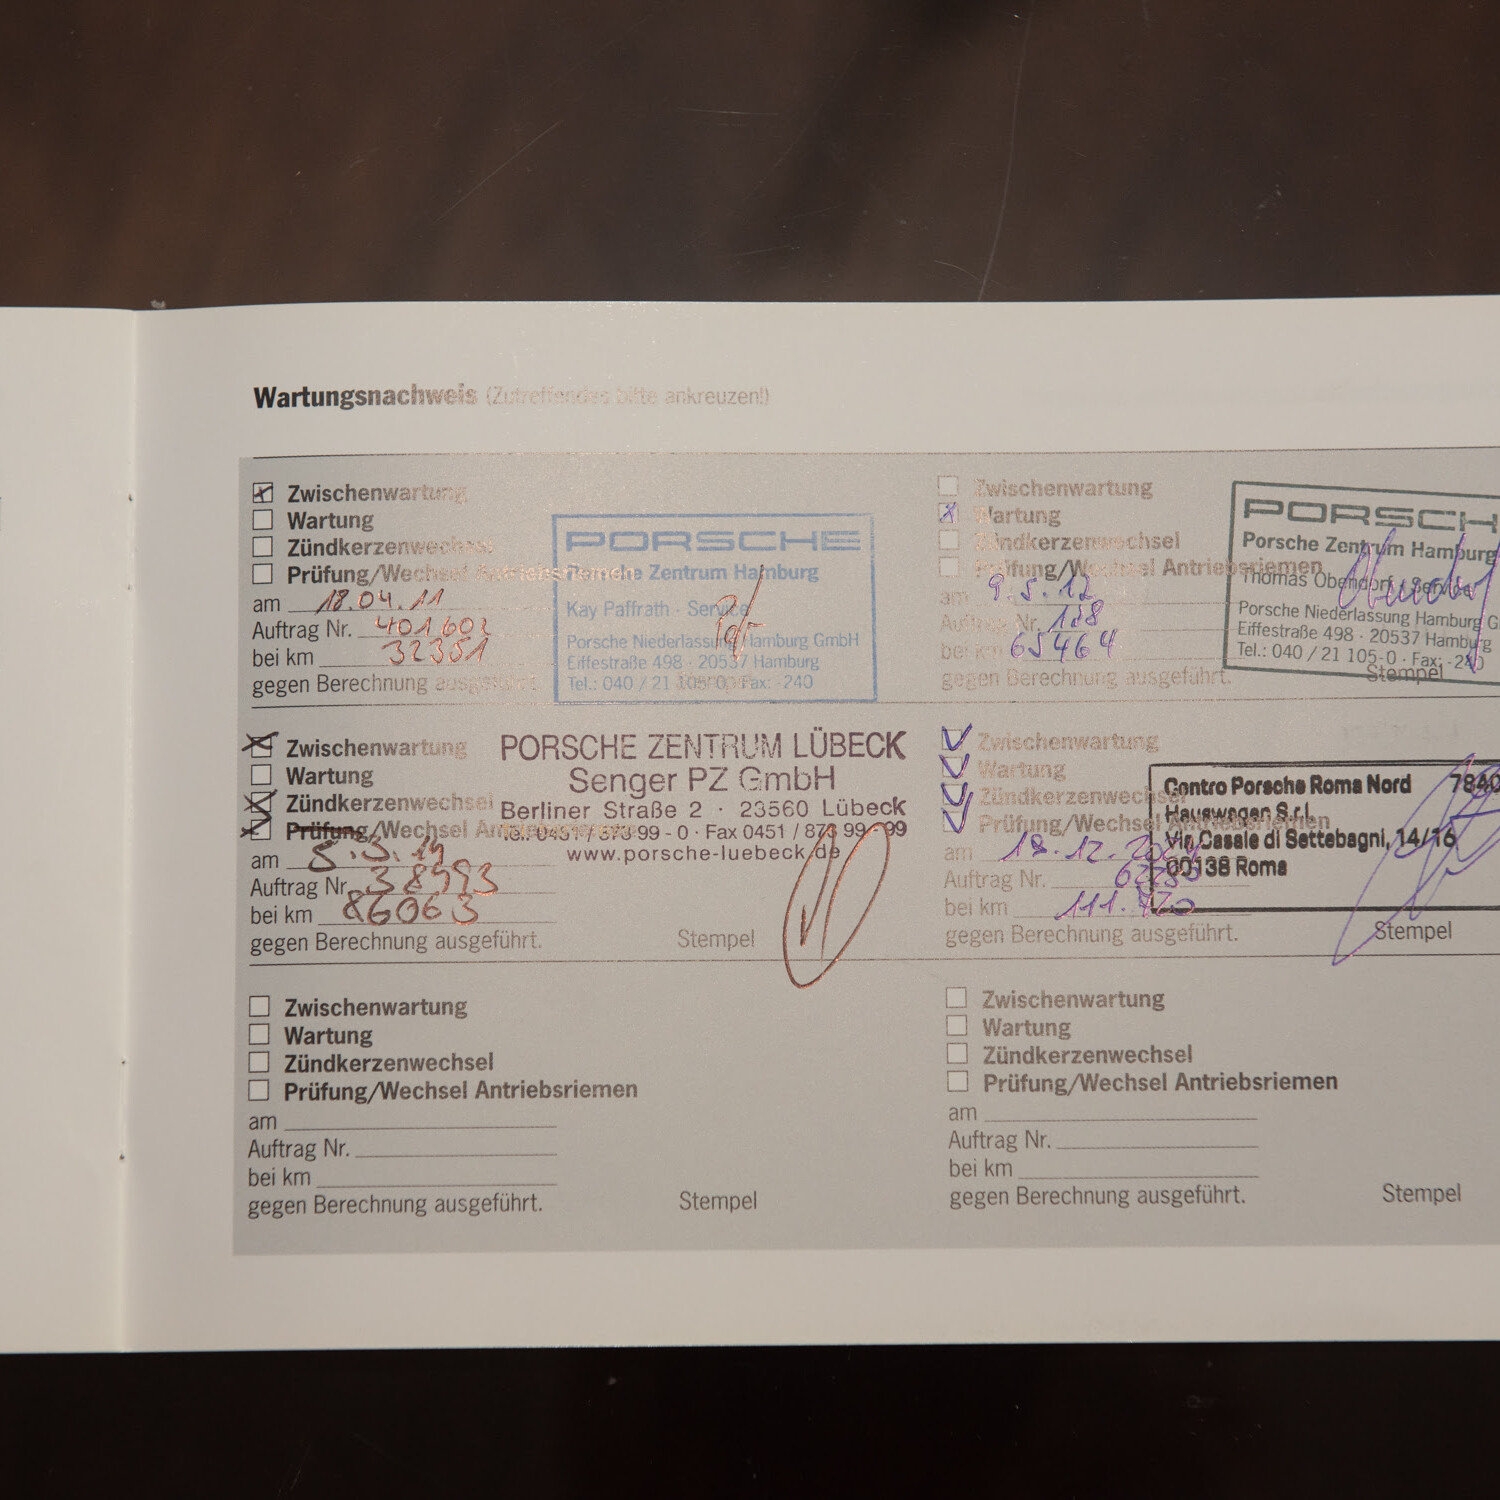 Wartungsnachweis (Zutreffendes bitte ankreuzen!)
Zwischenwartung
Wartung
Zündkerzenwechsel
Prüfung/Wechsel Antriebsriemen
am 18.04.11
Auftrag Nr. 401602
bei km 32351
gegen Berechnung ausgeführt.
PORSCHE
Porsche Zentrum Hamburg
Kay Paffrath - Service
Porsche Niederlassung Hamburg GmbH
Eiffestraße 498 · 20537 Hamburg
Tel.: 040 / 21 105-0 · Fax: -240
Zwischenwartung
Wartung
Zündkerzenwechsel
Prüfung/Wechsel Antriebsriemen
am 9.5.12
Auftrag Nr. 188
bei km 65464
gegen Berechnung ausgeführt.
PORSCH
Porsche Zentrum Hamburg
Thomas Obendorf - Service
Porsche Niederlassung Hamburg G
Eiffestraße 498 · 20537 Hamburg
Tel.: 040 / 21 105-0 · Fax: -240
Stempel
Zwischenwartung
Wartung
Zündkerzenwechsel
Prüfung/Wechsel
am 5.3.14
Auftrag Nr. 38993
bei km 86063
gegen Berechnung ausgeführt.
PORSCHE ZENTRUM LÜBECK
Senger PZ GmbH
Berliner Straße 2 · 23560 Lübeck
Tel. 0451 / 873 99 - 0 · Fax 0451 / 873 99 - 99
www.porsche-luebeck.de
Stempel
Zwischenwartung
Wartung
Zündkerzenwechsel
Prüfung/Wechsel Antriebsriemen
am 18.12.
Auftrag Nr.
bei km 111.420
gegen Berechnung ausgeführt.
Centro Porsche Roma Nord 7840
Hauswagen S.r.l.
Via Casale di Settebagni, 14/16
00138 Roma
Stempel
Zwischenwartung
Wartung
Zündkerzenwechsel
Prüfung/Wechsel Antriebsriemen
am
Auftrag Nr.
bei km
gegen Berechnung ausgeführt.
Stempel
Zwischenwartung
Wartung
Zündkerzenwechsel
Prüfung/Wechsel Antriebsriemen
am
Auftrag Nr.
bei km
gegen Berechnung ausgeführt.
Stempel